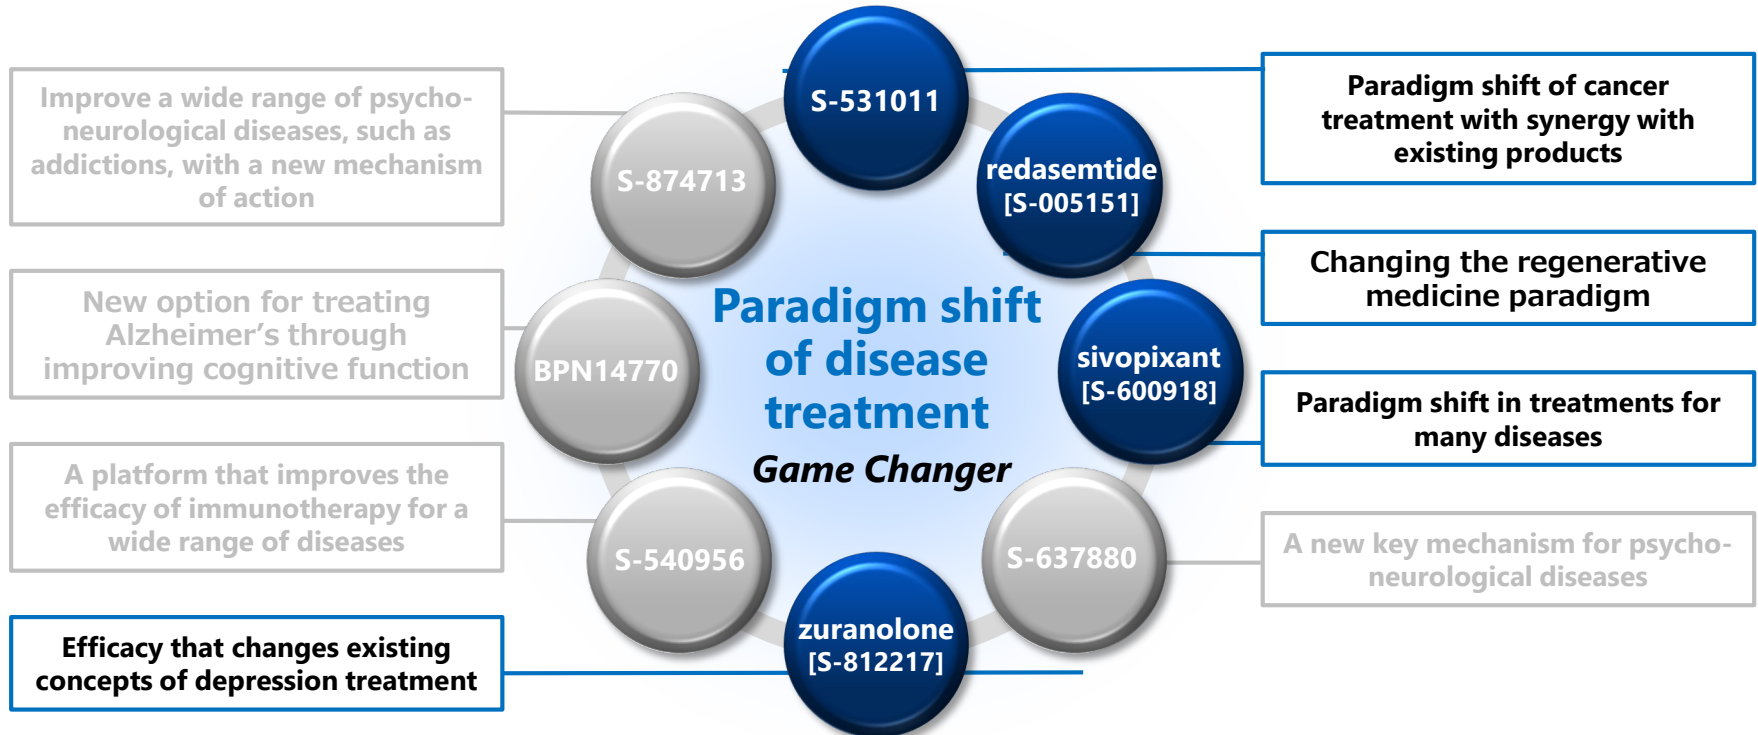 Improve a wide range of psycho-
neurological diseases, such as
addictions, with a new mechanism
of action
New option for treating
Alzheimer’s through
improving cognitive function
A platform that improves the
efficacy of immunotherapy for a
wide range of diseases
Efficacy that changes existing
concepts of depression treatment
S-531011
redasemtide
[S-005151]
sivopixant
[S-600918]
S-637880
zuranolone
[S-812217]
S-540956
BPN14770
S-874713
Paradigm shift
of disease
treatment
Game Changer
Paradigm shift of cancer
treatment with synergy with
existing products
Changing the regenerative
medicine paradigm
Paradigm shift in treatments for
many diseases
A new key mechanism for psycho-
neurological diseases